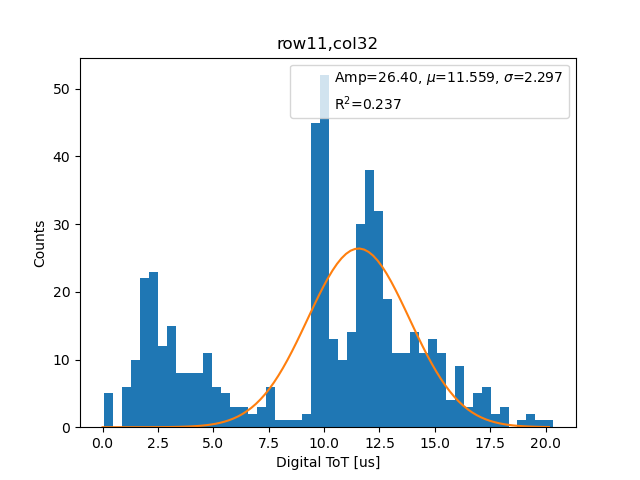 row11,col32
Amp=26.40, μ=11.559, σ=2.297
R²=0.237
50
40
30
20
10
0
Counts
0.0 2.5 5.0 7.5 10.0 12.5 15.0 17.5 20.0
Digital ToT [us]